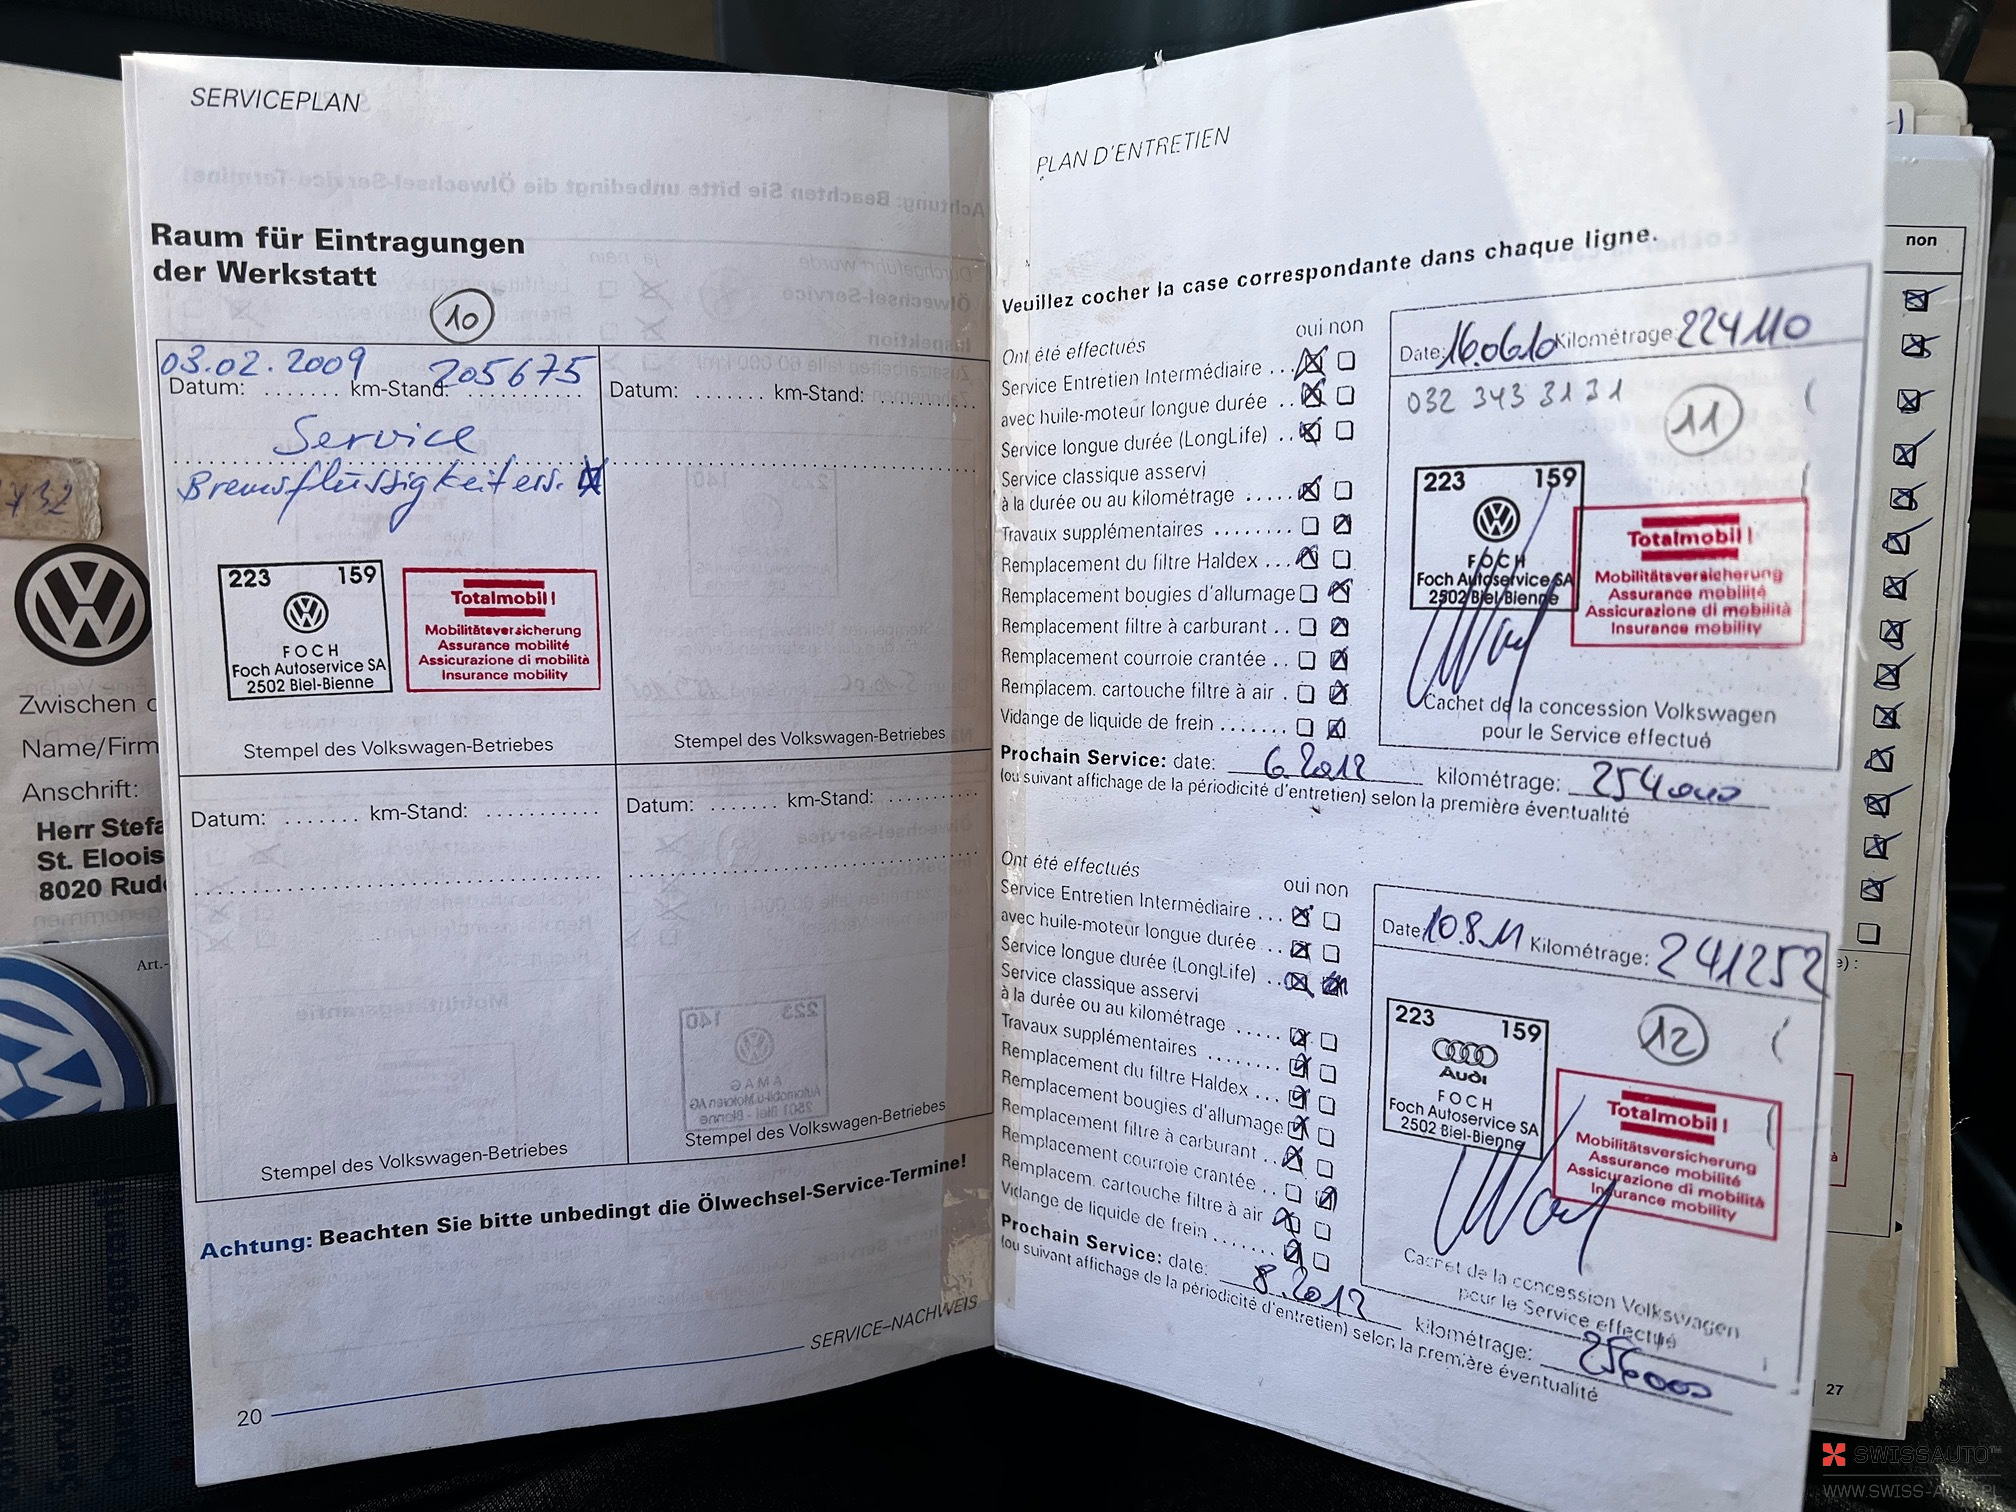 SERVICEPLAN
Raum für Eintragungen
der Werkstatt
10
03.02.2009 205675
Datum: ....... km-Stand: ............
Service
Bremsflüssigkeit ers.
223 159
FOCH
Foch Autoservice SA
2502 Biel-Bienne
Totalmobil!
Mobilitätsversicherung
Assurance mobilité
Assicurazione di mobilità
Insurance mobility
Stempel des Volkswagen-Betriebes
Datum: ....... km-Stand: ............
Stempel des Volkswagen-Betriebes
Datum: ....... km-Stand: ............
Stempel des Volkswagen-Betriebes
Datum: ....... km-Stand: ............
Stempel des Volkswagen-Betriebes
Achtung: Beachten Sie bitte unbedingt die Ölwechsel-Service-Termine!
SERVICE–NACHWEIS
20
PLAN D'ENTRETIEN
Veuillez cocher la case correspondante dans chaque ligne.
Ont été effectués oui non
Service Entretien Intermédiaire ...
avec huile-moteur longue durée ..
Service longue durée (LongLife) ..
Service classique asservi
à la durée ou au kilométrage .....
Travaux supplémentaires ........
Remplacement du filtre Haldex ...
Remplacement bougies d'allumage
Remplacement filtre à carburant ..
Remplacement courroie crantée ..
Remplacem. cartouche filtre à air .
Vidange de liquide de frein .......
Date: 16.06.10 Kilométrage: 224110
032 343 3131
11
223 159
FOCH
Foch Autoservice SA
2502 Biel-Bienne
Totalmobil!
Mobilitätsversicherung
Assurance mobilité
Assicurazione di mobilità
Insurance mobility
Cachet de la concession Volkswagen
pour le Service effectué
Prochain Service: date: 6.2012 kilométrage: 254000
(ou suivant affichage de la périodicité d'entretien) selon la première éventualité
Ont été effectués oui non
Service Entretien Intermédiaire ...
avec huile-moteur longue durée ..
Service longue durée (LongLife) ..
Service classique asservi
à la durée ou au kilométrage .....
Travaux supplémentaires ........
Remplacement du filtre Haldex ...
Remplacement bougies d'allumage
Remplacement filtre à carburant ..
Remplacement courroie crantée ..
Remplacem. cartouche filtre à air .
Vidange de liquide de frein .......
Date: 10.8.11 Kilométrage: 241252
12
223 159
Audi
FOCH
Foch Autoservice SA
2502 Biel-Bienne
Totalmobil!
Mobilitätsversicherung
Assurance mobilité
Assicurazione di mobilità
Insurance mobility
Cachet de la concession Volkswagen
pour le Service effectué
Prochain Service: date: 8.2012 kilométrage: 256000
(ou suivant affichage de la périodicité d'entretien) selon la première éventualité
non
27
Zwischen
Name/Firm
Anschrift:
Herr Stefa
St. Eloois
8020 Rudd
Art.-
SWISSAUTO